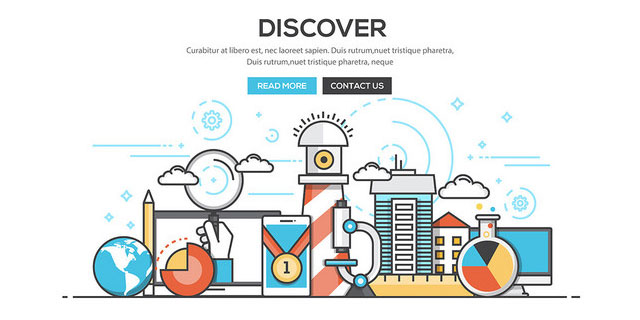 DISCOVER
Curabitur at libero est, nec laoreet sapien. Duis rutrum,nuet tristique pharetra,
Duis rutrum,nuet tristique pharetra, neque
READ MORE CONTACT US
1